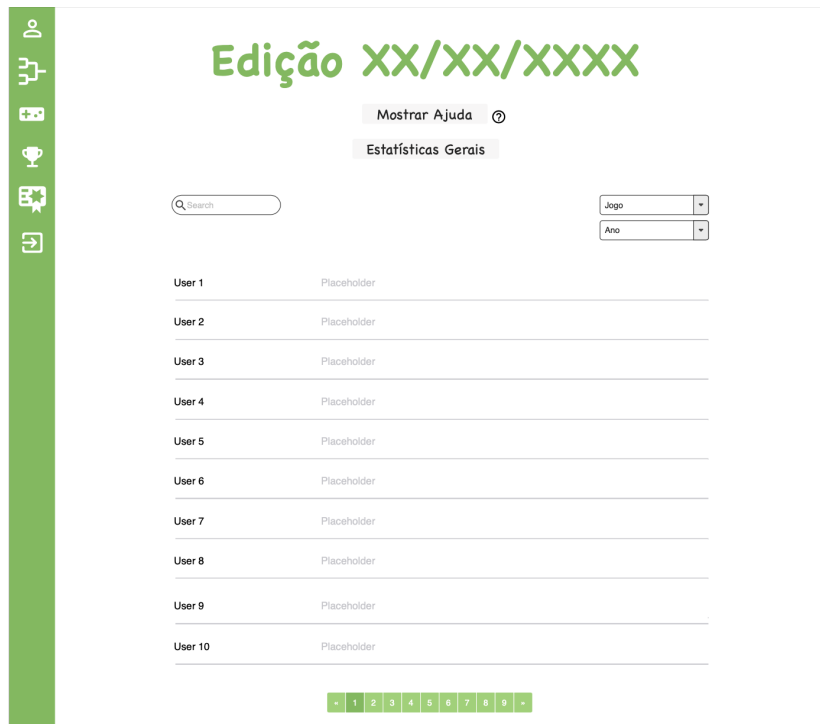 Edição XX/XX/XXXX
Mostrar Ajuda ?
Estatísticas Gerais
Search
Jogo
Ano
User 1 Placeholder
User 2 Placeholder
User 3 Placeholder
User 4 Placeholder
User 5 Placeholder
User 6 Placeholder
User 7 Placeholder
User 8 Placeholder
User 9 Placeholder
User 10 Placeholder
« 1 2 3 4 5 6 7 8 9 »